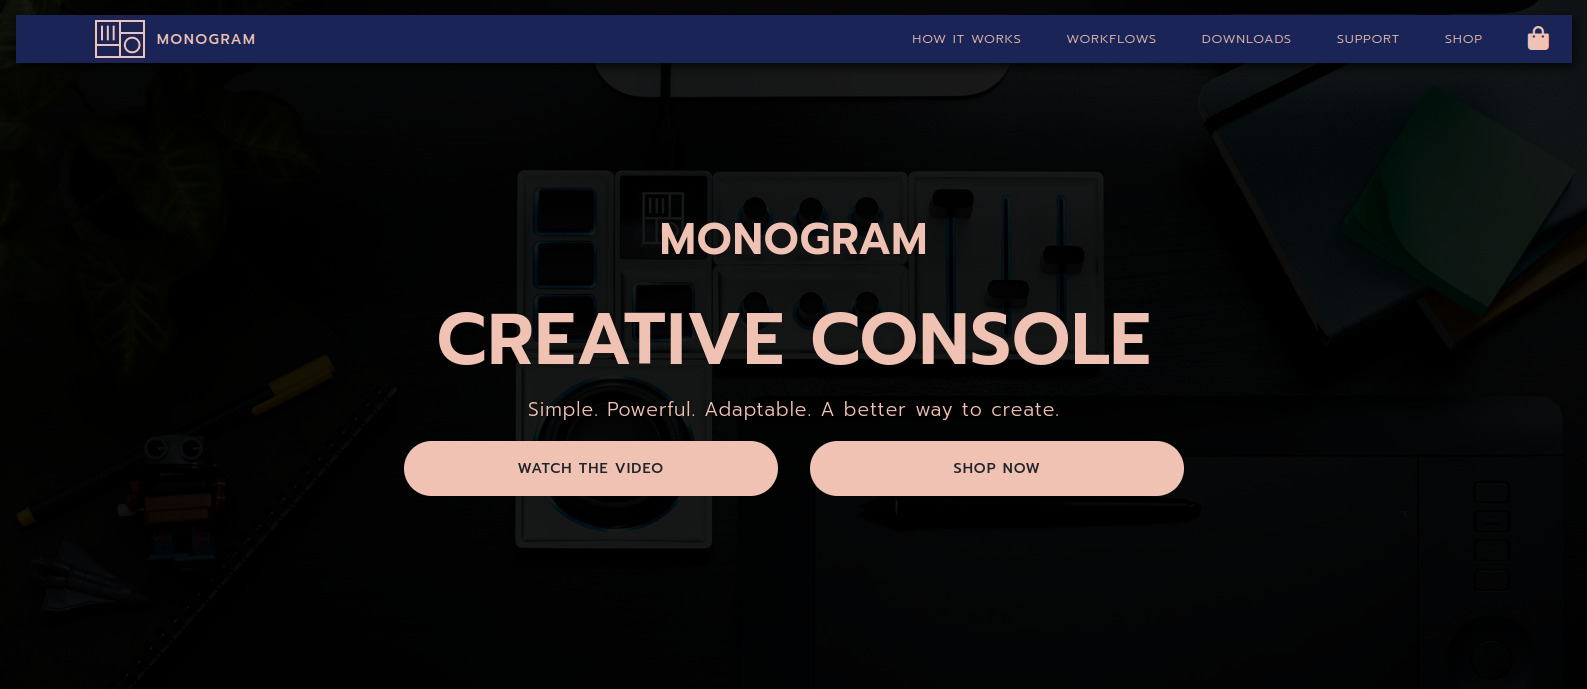 MONOGRAM
HOW IT WORKS
WORKFLOWS
DOWNLOADS
SUPPORT
SHOP
MONOGRAM
CREATIVE CONSOLE
Simple. Powerful. Adaptable. A better way to create.
WATCH THE VIDEO
SHOP NOW